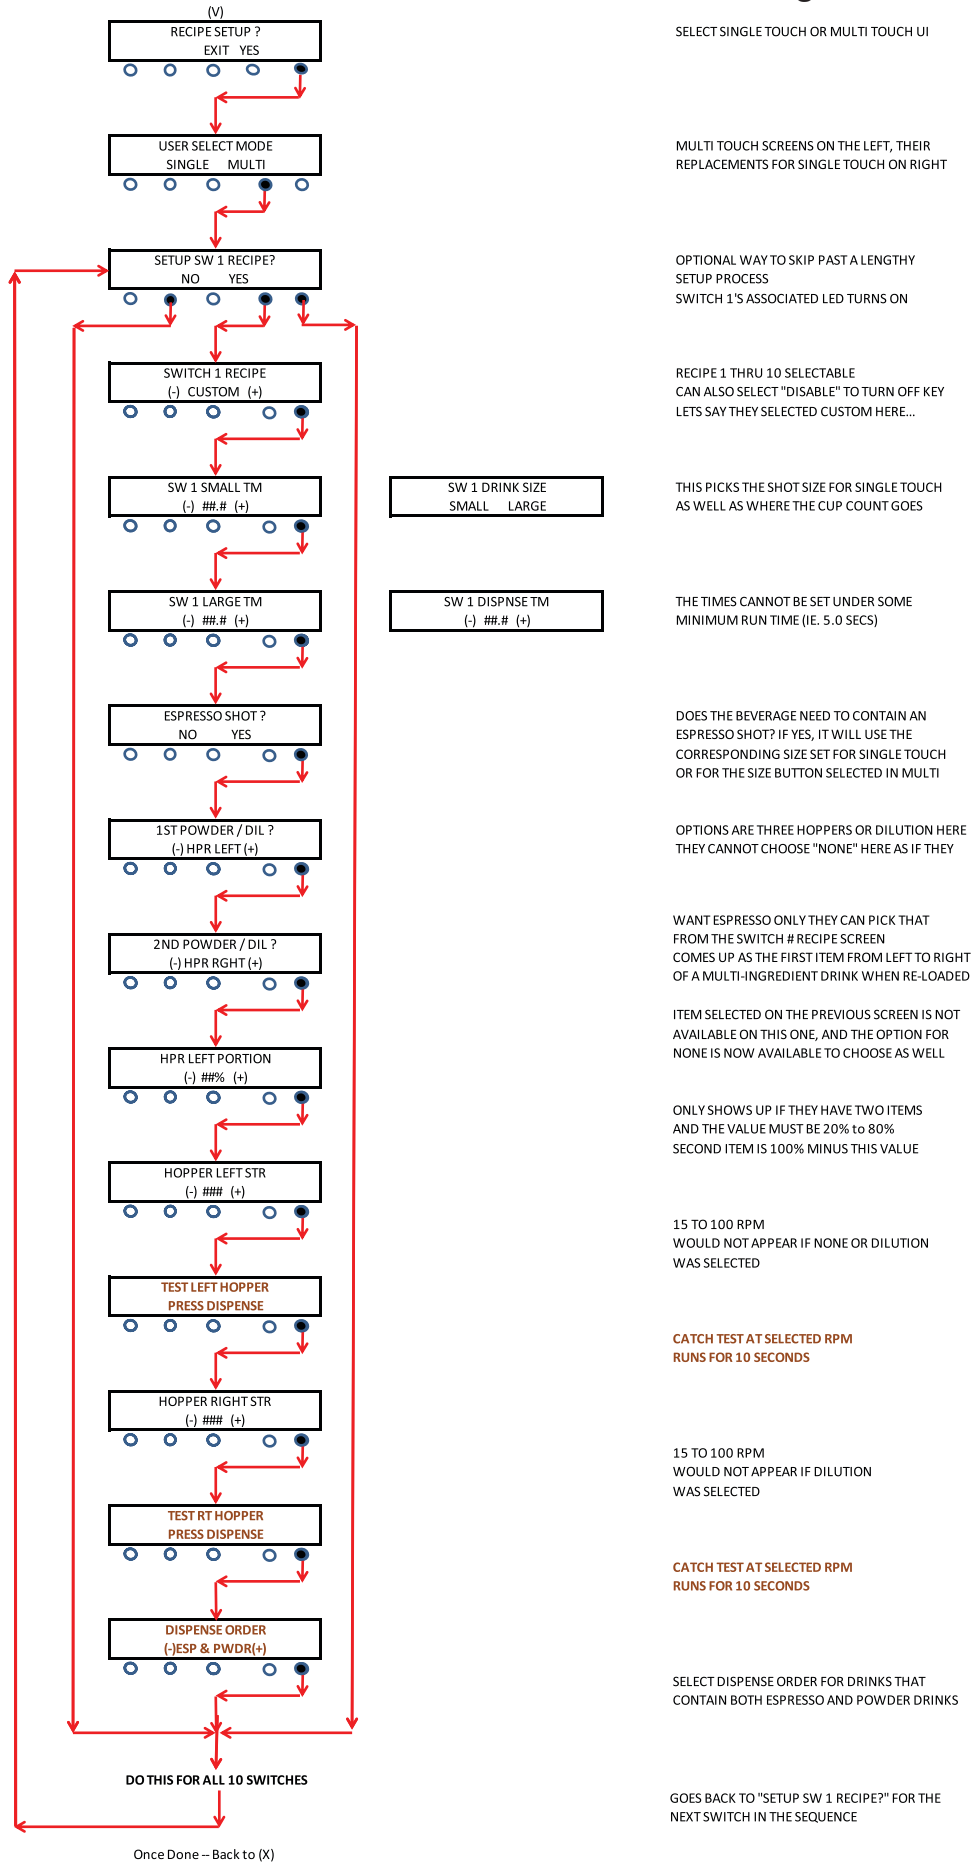 (V)
RECIPE SETUP ?
EXIT YES
SELECT SINGLE TOUCH OR MULTI TOUCH UI
USER SELECT MODE
SINGLE MULTI
MULTI TOUCH SCREENS ON THE LEFT, THEIR
REPLACEMENTS FOR SINGLE TOUCH ON RIGHT
SETUP SW 1 RECIPE?
NO YES
OPTIONAL WAY TO SKIP PAST A LENGTHY
SETUP PROCESS
SWITCH 1'S ASSOCIATED LED TURNS ON
SWITCH 1 RECIPE
(-) CUSTOM (+)
RECIPE 1 THRU 10 SELECTABLE
CAN ALSO SELECT "DISABLE" TO TURN OFF KEY
LETS SAY THEY SELECTED CUSTOM HERE...
SW 1 SMALL TM
(-) ##.# (+)
SW 1 DRINK SIZE
SMALL LARGE
THIS PICKS THE SHOT SIZE FOR SINGLE TOUCH
AS WELL AS WHERE THE CUP COUNT GOES
SW 1 LARGE TM
(-) ##.# (+)
SW 1 DISPNSE TM
(-) ##.# (+)
THE TIMES CANNOT BE SET UNDER SOME
MINIMUM RUN TIME (IE. 5.0 SECS)
ESPRESSO SHOT ?
NO YES
DOES THE BEVERAGE NEED TO CONTAIN AN
ESPRESSO SHOT? IF YES, IT WILL USE THE
CORRESPONDING SIZE SET FOR SINGLE TOUCH
OR FOR THE SIZE BUTTON SELECTED IN MULTI
1ST POWDER / DIL ?
(-) HPR LEFT (+)
OPTIONS ARE THREE HOPPERS OR DILUTION HERE
THEY CANNOT CHOOSE "NONE" HERE AS IF THEY
2ND POWDER / DIL ?
(-) HPR RGHT (+)
WANT ESPRESSO ONLY THEY CAN PICK THAT
FROM THE SWITCH # RECIPE SCREEN
COMES UP AS THE FIRST ITEM FROM LEFT TO RIGHT
OF A MULTI-INGREDIENT DRINK WHEN RE-LOADED
ITEM SELECTED ON THE PREVIOUS SCREEN IS NOT
AVAILABLE ON THIS ONE, AND THE OPTION FOR
NONE IS NOW AVAILABLE TO CHOOSE AS WELL
HPR LEFT PORTION
(-) ##% (+)
ONLY SHOWS UP IF THEY HAVE TWO ITEMS
AND THE VALUE MUST BE 20% to 80%
SECOND ITEM IS 100% MINUS THIS VALUE
HOPPER LEFT STR
(-) ### (+)
15 TO 100 RPM
WOULD NOT APPEAR IF NONE OR DILUTION
WAS SELECTED
TEST LEFT HOPPER
PRESS DISPENSE
CATCH TEST AT SELECTED RPM
RUNS FOR 10 SECONDS
HOPPER RIGHT STR
(-) ### (+)
15 TO 100 RPM
WOULD NOT APPEAR IF DILUTION
WAS SELECTED
TEST RT HOPPER
PRESS DISPENSE
CATCH TEST AT SELECTED RPM
RUNS FOR 10 SECONDS
DISPENSE ORDER
(-)ESP & PWDR(+)
SELECT DISPENSE ORDER FOR DRINKS THAT
CONTAIN BOTH ESPRESSO AND POWDER DRINKS
DO THIS FOR ALL 10 SWITCHES
GOES BACK TO "SETUP SW 1 RECIPE?" FOR THE
NEXT SWITCH IN THE SEQUENCE
Once Done -- Back to (X)